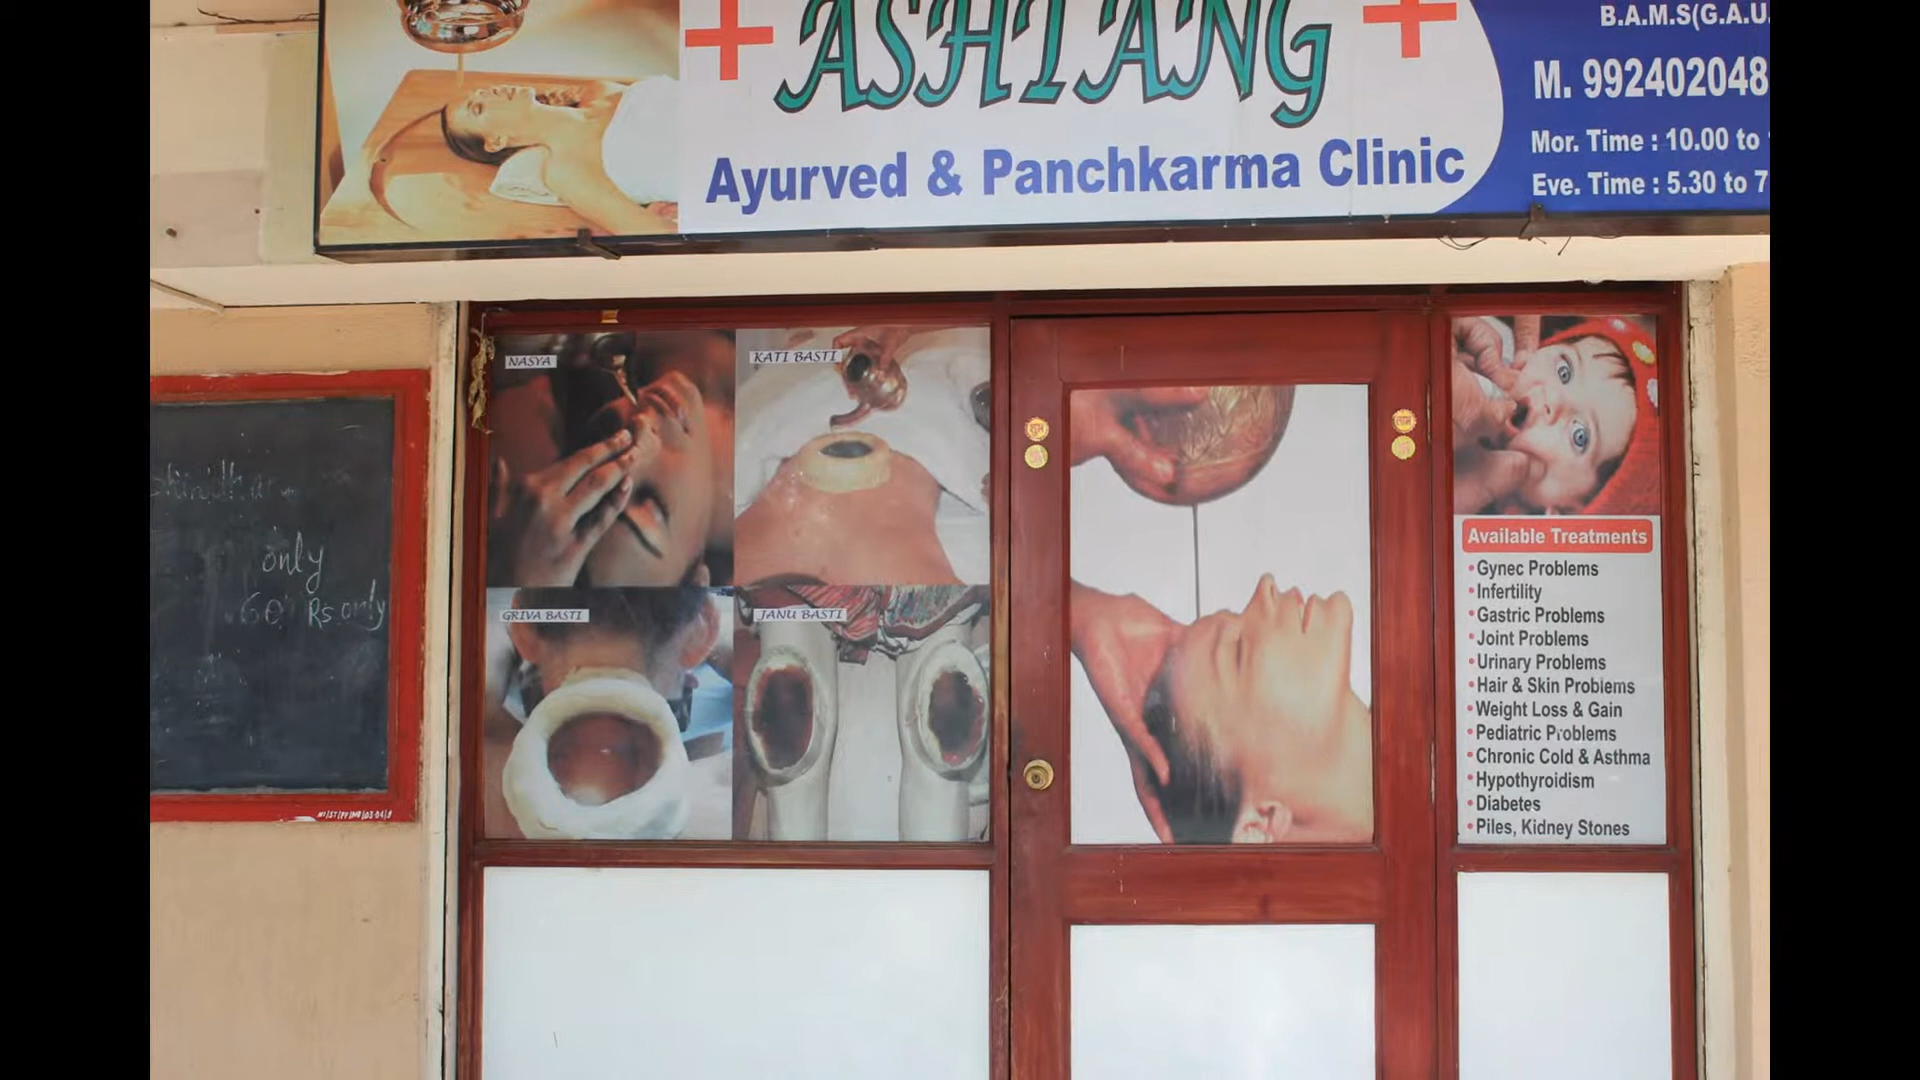 ASHTANG
Ayurved & Panchkarma Clinic
B.A.M.S(G.A.U.
M. 992402048
Mor. Time : 10.00 to
Eve. Time : 5.30 to 7
NASYA
KATI BASTI
GRIVA BASTI
JANU BASTI
only
Rs only
Available Treatments
• Gynec Problems
• Infertility
• Gastric Problems
• Joint Problems
• Urinary Problems
• Hair & Skin Problems
• Weight Loss & Gain
• Pediatric Problems
• Chronic Cold & Asthma
• Hypothyroidism
• Diabetes
• Piles, Kidney Stones